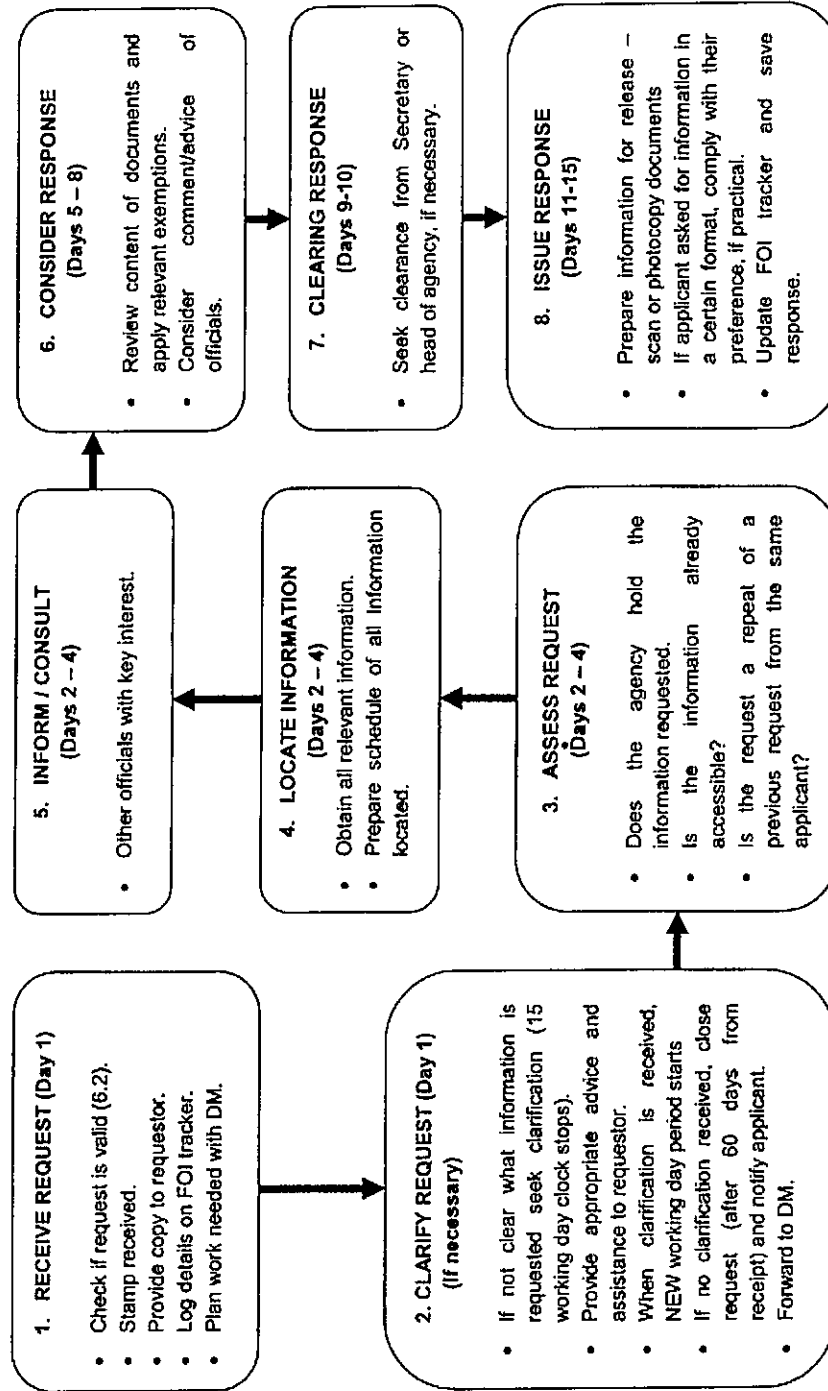 1. RECEIVE REQUEST (Day 1)
• Check if request is valid (6.2).
• Stamp received.
• Provide copy to requestor.
• Log details on FOI tracker.
• Plan work needed with DM.
2. CLARIFY REQUEST (Day 1)
(If necessary)
• If not clear what information is
requested seek clarification (15
working day clock stops).
• Provide appropriate advice and
assistance to requestor.
• When clarification is received,
NEW working day period starts
• If no clarification received, close
request (after 60 days from
receipt) and notify applicant.
• Forward to DM.
3. ASSESS REQUEST
(Days 2 – 4)
• Does the agency hold the
information requested.
• Is the information already
accessible?
• Is the request a repeat of a
previous request from the same
applicant?
4. LOCATE INFORMATION
(Days 2 – 4)
• Obtain all relevant information.
• Prepare schedule of all Information
located.
5. INFORM / CONSULT
(Days 2 – 4)
• Other officials with key interest.
6. CONSIDER RESPONSE
(Days 5 – 8)
• Review content of documents and
apply relevant exemptions.
• Consider comment/advice of
officials.
7. CLEARING RESPONSE
(Days 9-10)
• Seek clearance from Secretary or
head of agency, if necessary.
8. ISSUE RESPONSE
(Days 11-15)
• Prepare information for release –
scan or photocopy documents
• If applicant asked for information in
a certain format, comply with their
preference, if practical.
• Update FOI tracker and save
response.